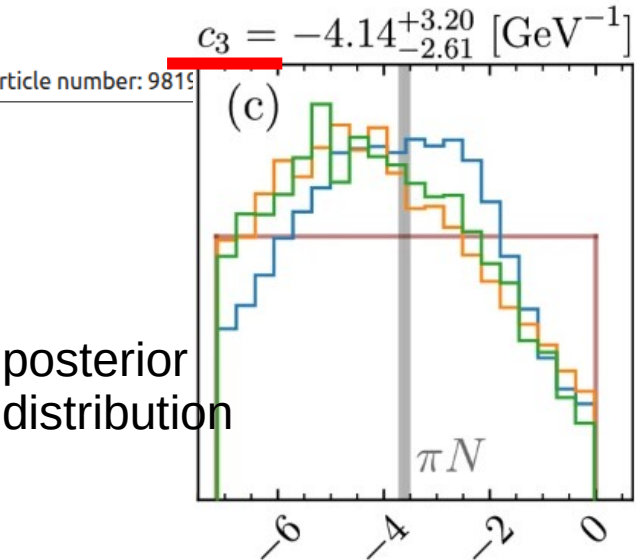 c₃ = −4.14⁺³·²⁰₋₂.₆₁ [GeV⁻¹]
rticle number: 9819
(c)
posterior
distribution
πN
−6 −4 −2 0